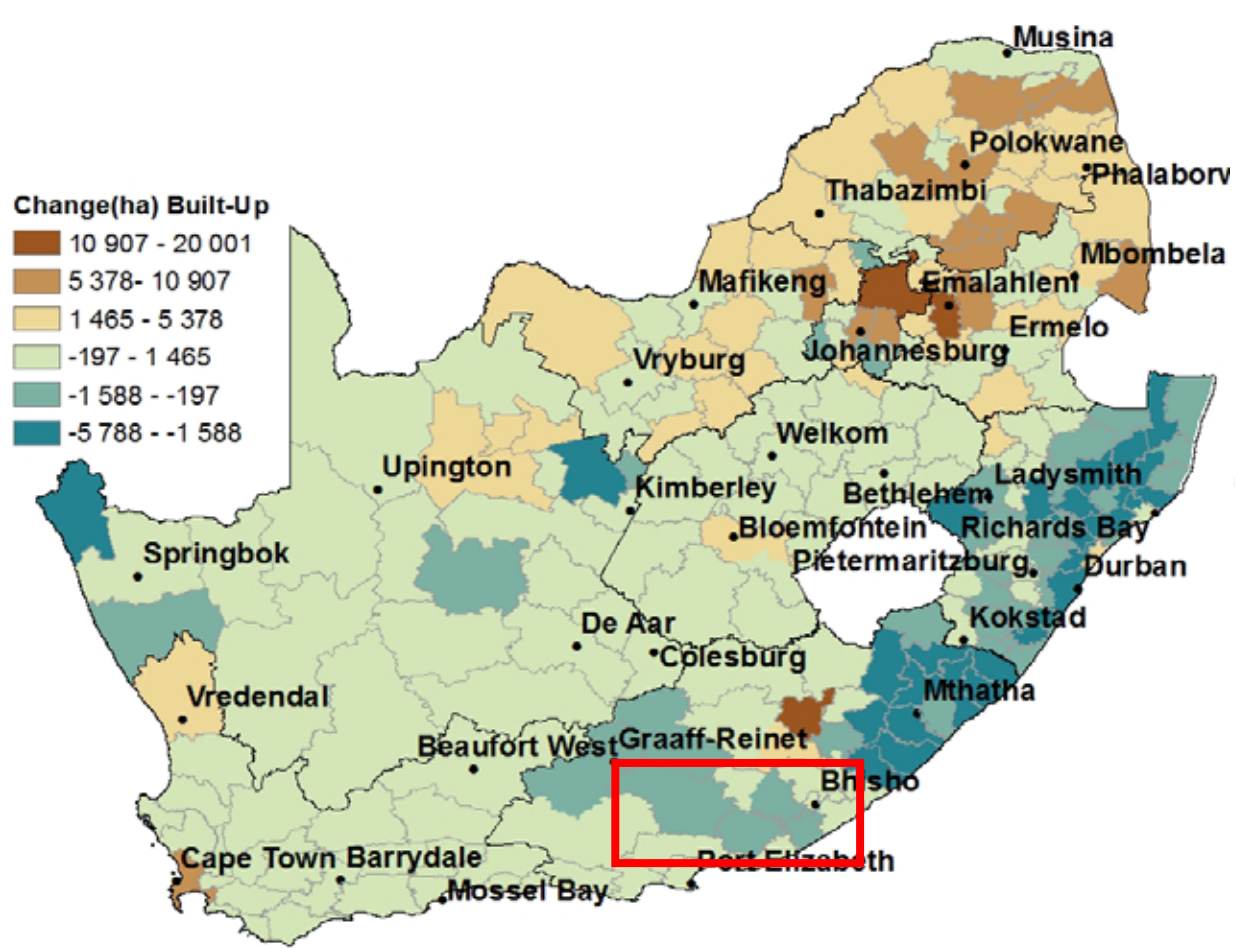 Musina
Polokwane
Phalaborv
Thabazimbi
Change(ha) Built-Up
10 907 - 20 001
5 378- 10 907
1 465 - 5 378
-197 - 1 465
-1 588 - -197
-5 788 - -1 588
Mbombela
Mafikeng
Emalahleni
Ermelo
Johannesburg
Vryburg
Welkom
Upington
Ladysmith
Kimberley
Bethlehem
Bloemfontein
Richards Bay
Springbok
Pietermaritzburg
Durban
De Aar
Kokstad
Colesburg
Vredendal
Mthatha
Beaufort West
Graaff-Reinet
Bhisho
Cape Town
Barrydale
Port Elizabeth
Mossel Bay